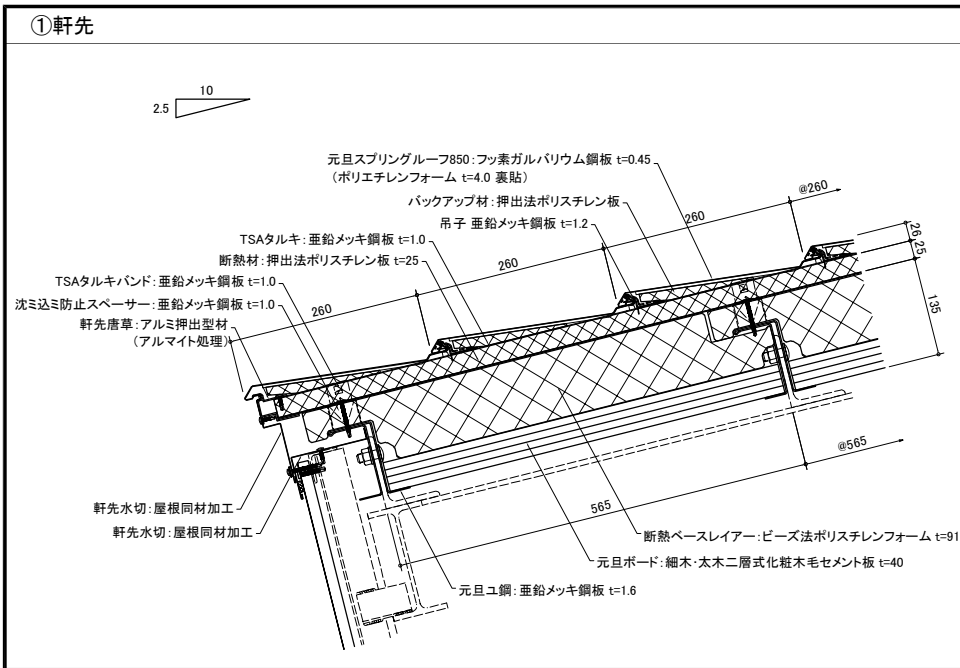 ①軒先
10
2.5
元旦スプリングルーフ850:フッ素ガルバリウム鋼板 t=0.45
（ポリエチレンフォーム t=4.0 裏貼）
バックアップ材:押出法ポリスチレン板
吊子 亜鉛メッキ鋼板 t=1.2
TSAタルキ:亜鉛メッキ鋼板 t=1.0
断熱材:押出法ポリスチレン板 t=25
TSAタルキバンド:亜鉛メッキ鋼板 t=1.0
沈ミ込ミ防止スペーサー:亜鉛メッキ鋼板 t=1.0
軒先唐草:アルミ押出型材
（アルマイト処理）
260
260
260
@260
26
25
135
@565
565
軒先水切:屋根同材加工
軒先水切:屋根同材加工
断熱ベースレイアー:ビーズ法ポリスチレンフォーム t=91
元旦ボード:細木・太木二層式化粧木毛セメント板 t=40
元旦ユ鋼:亜鉛メッキ鋼板 t=1.6